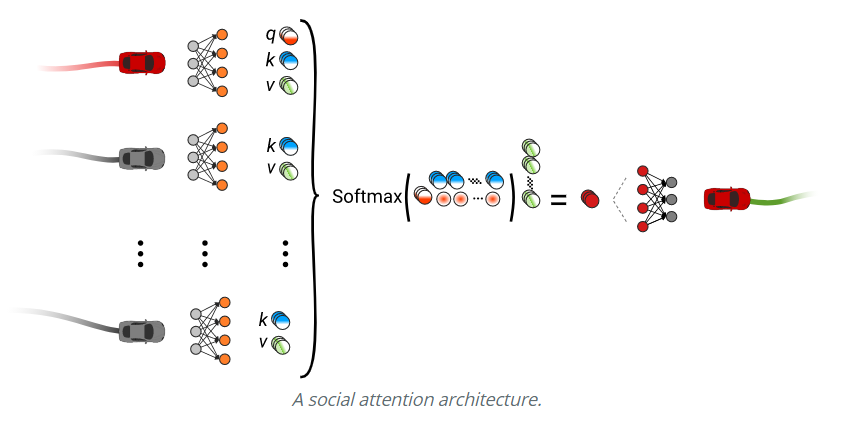 q
k
v
k
v
Softmax( ) =
k
v
A social attention architecture.